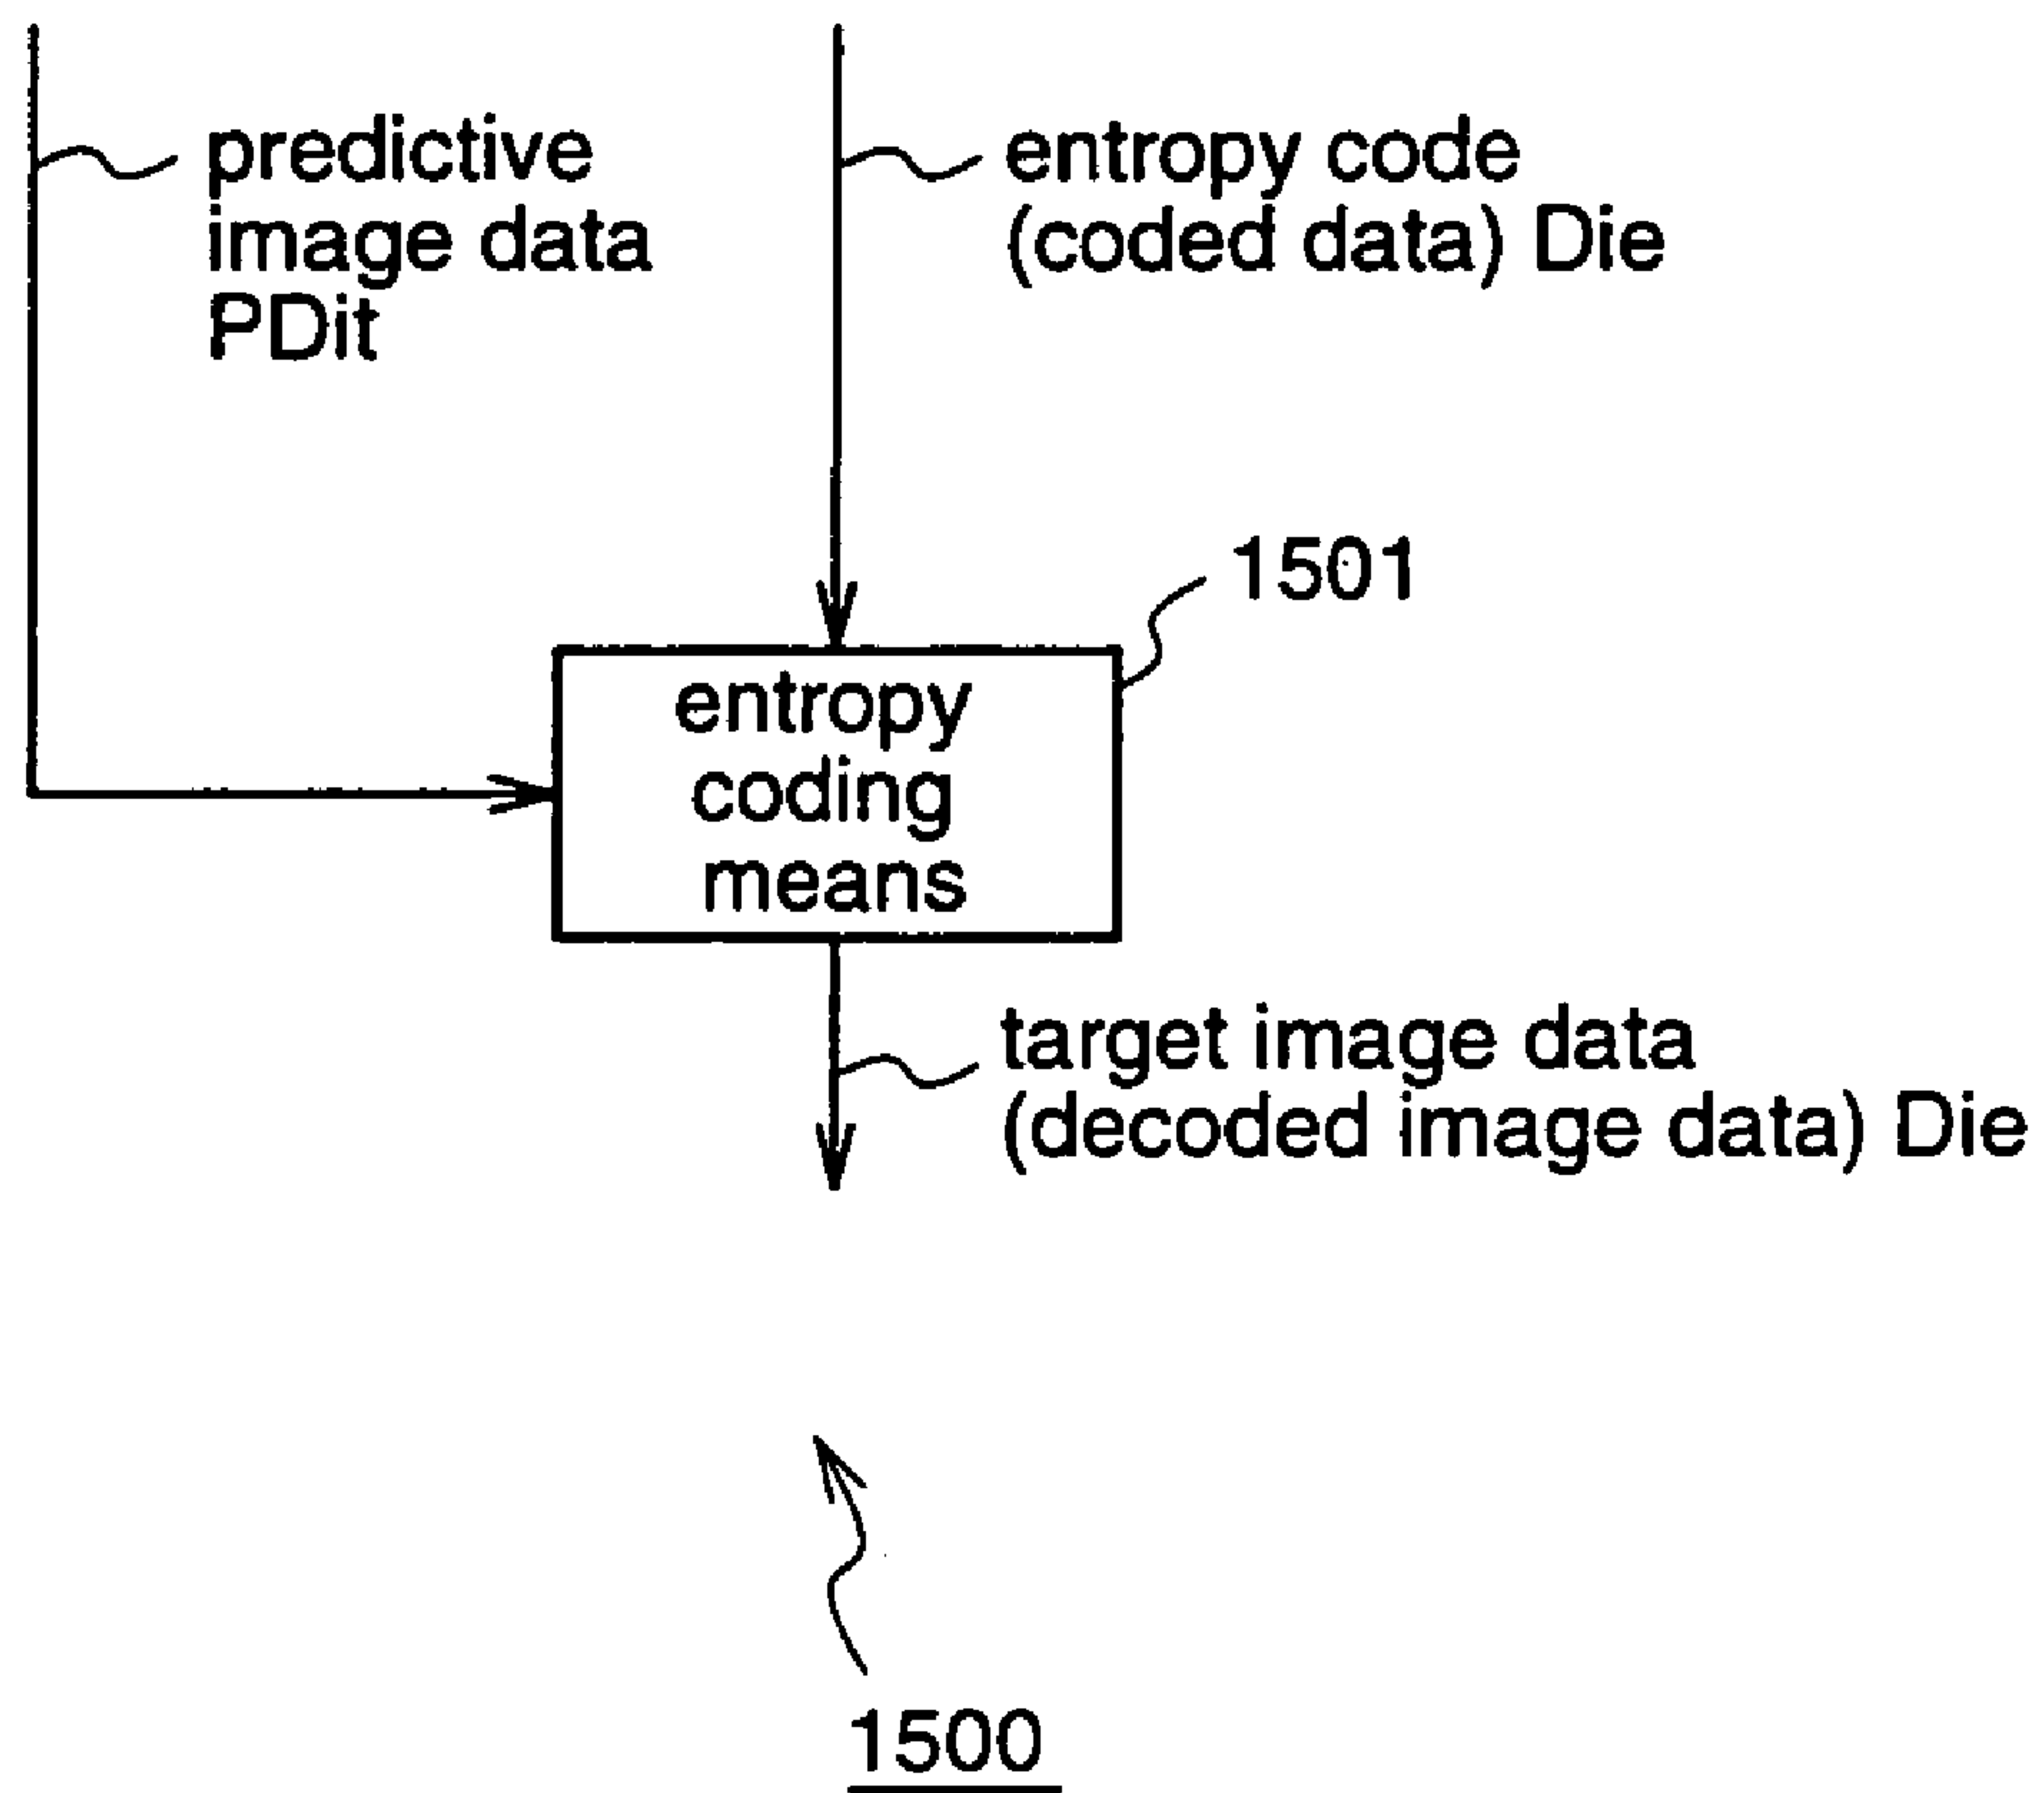 predictive
image data
PDit
entropy code
(coded data) Die
1501
entropy
coding
means
target image data
(decoded image data) Die
1500